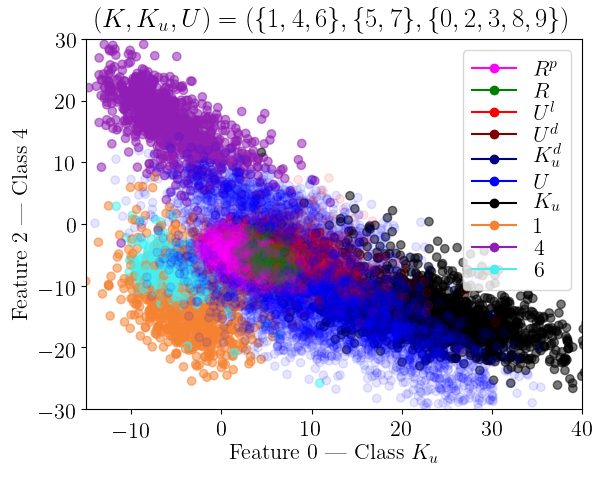 (K, K_u, U) = ({1, 4, 6}, {5, 7}, {0, 2, 3, 8, 9})
30
20
10
0
−10
−20
−30
Feature 2 — Class 4
R^p
R
U^l
U^d
K_u^d
U
K_u
1
4
6
−10
0
10
20
30
40
Feature 0 — Class K_u